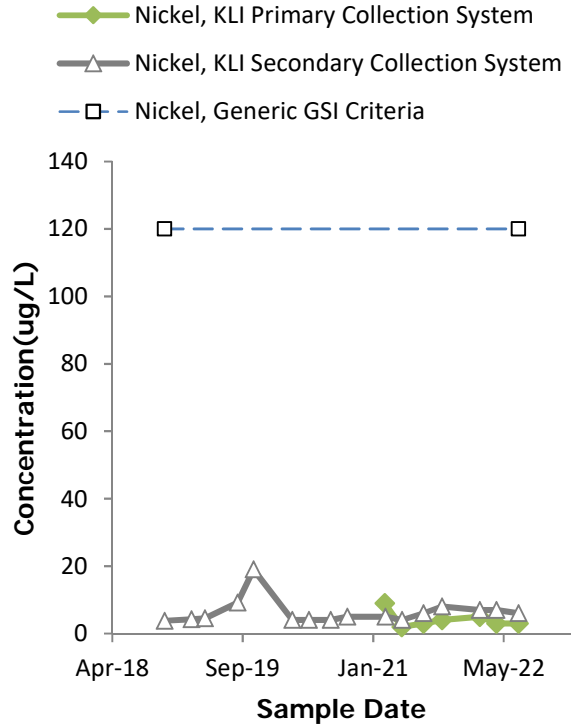 Nickel, KLI Primary Collection System
Nickel, KLI Secondary Collection System
Nickel, Generic GSI Criteria
140
120
100
80
60
40
20
0
Concentration(ug/L)
Apr-18 Sep-19 Jan-21 May-22
Sample Date